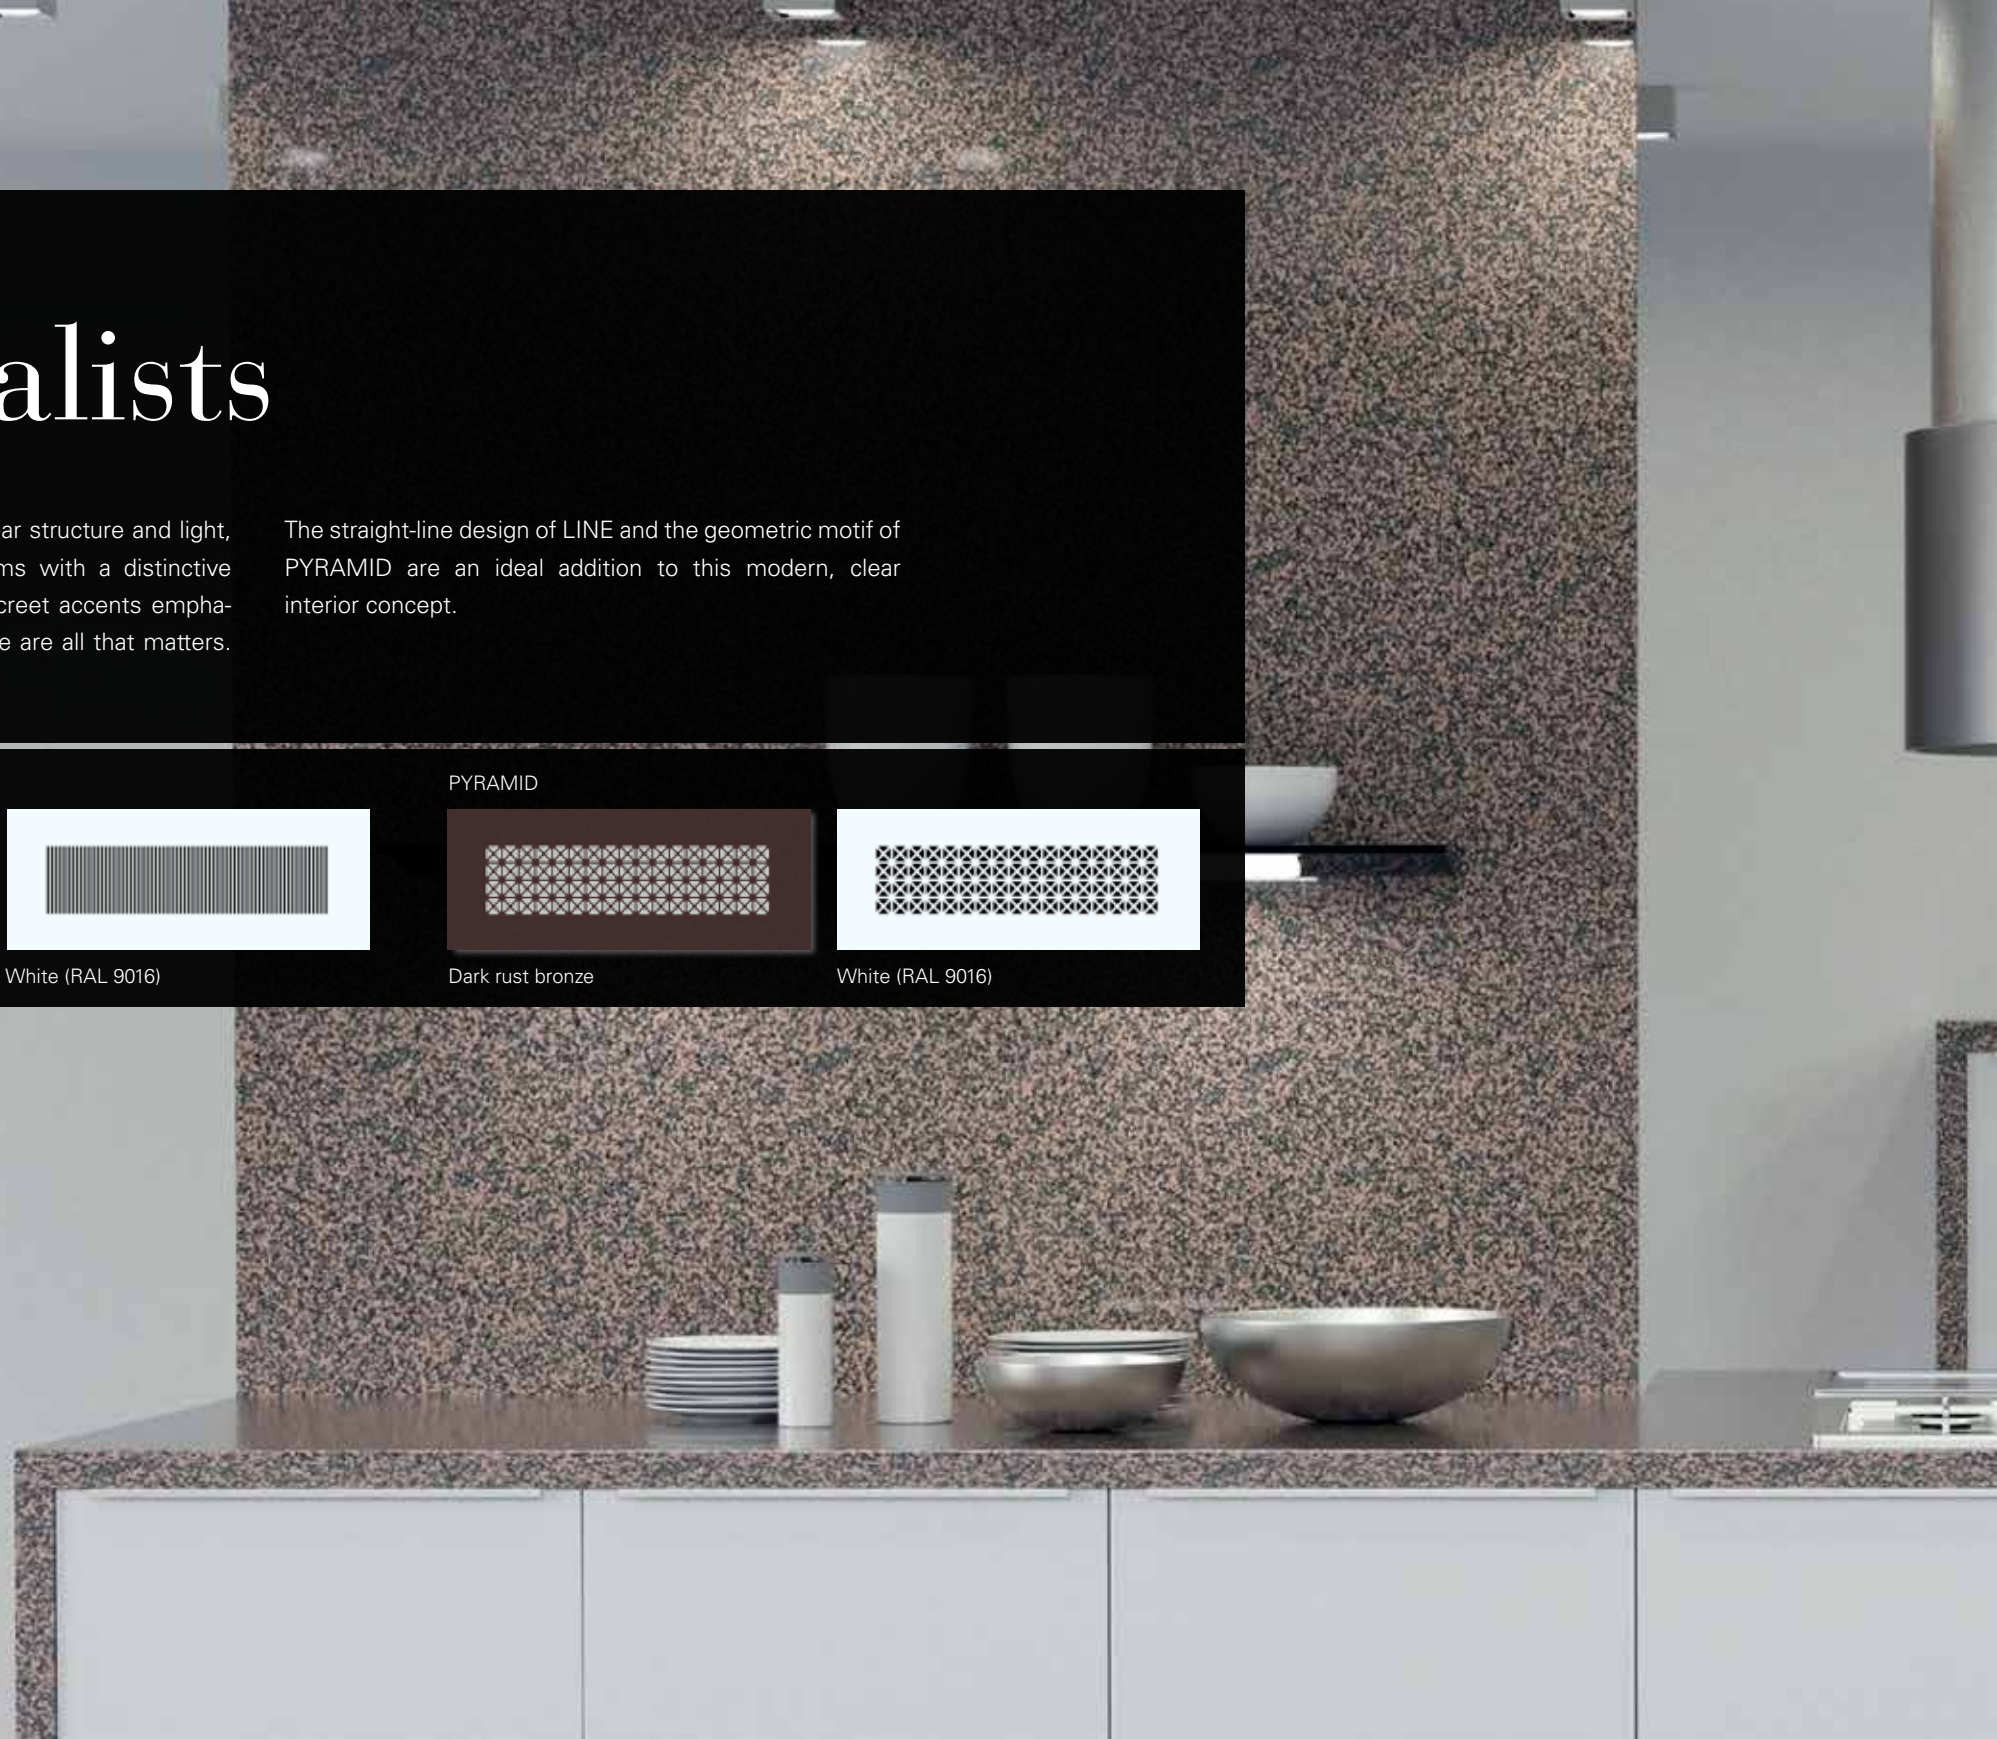 alists
ar structure and light,
ms with a distinctive
creet accents empha-
e are all that matters.
The straight-line design of LINE and the geometric motif of
PYRAMID are an ideal addition to this modern, clear
interior concept.
PYRAMID
White (RAL 9016)
Dark rust bronze
White (RAL 9016)